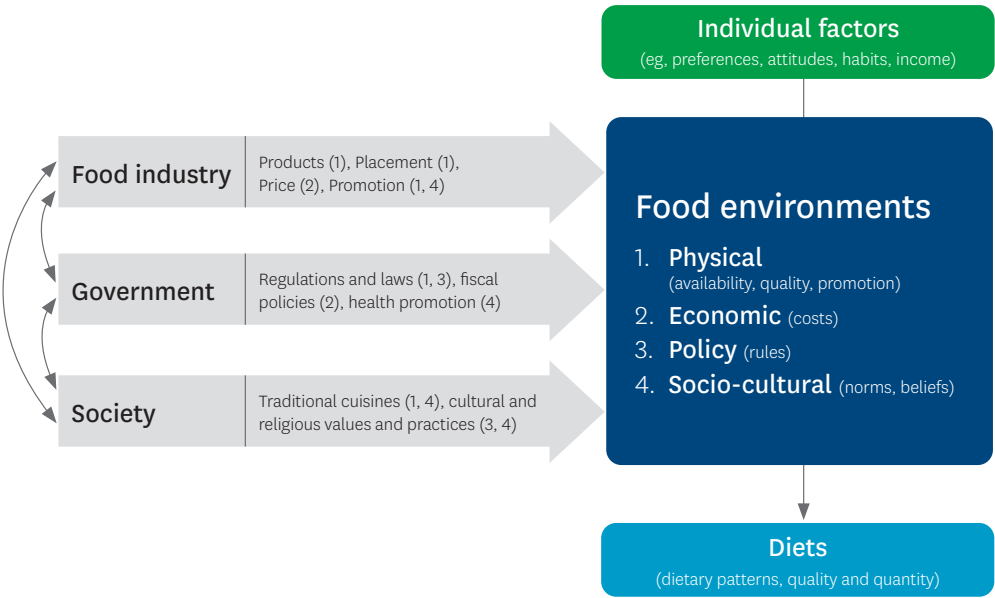 Individual factors
(eg, preferences, attitudes, habits, income)
Food industry
Products (1), Placement (1),
Price (2), Promotion (1, 4)
Government
Regulations and laws (1, 3), fiscal
policies (2), health promotion (4)
Society
Traditional cuisines (1, 4), cultural and
religious values and practices (3, 4)
Food environments
1. Physical
(availability, quality, promotion)
2. Economic (costs)
3. Policy (rules)
4. Socio-cultural (norms, beliefs)
Diets
(dietary patterns, quality and quantity)